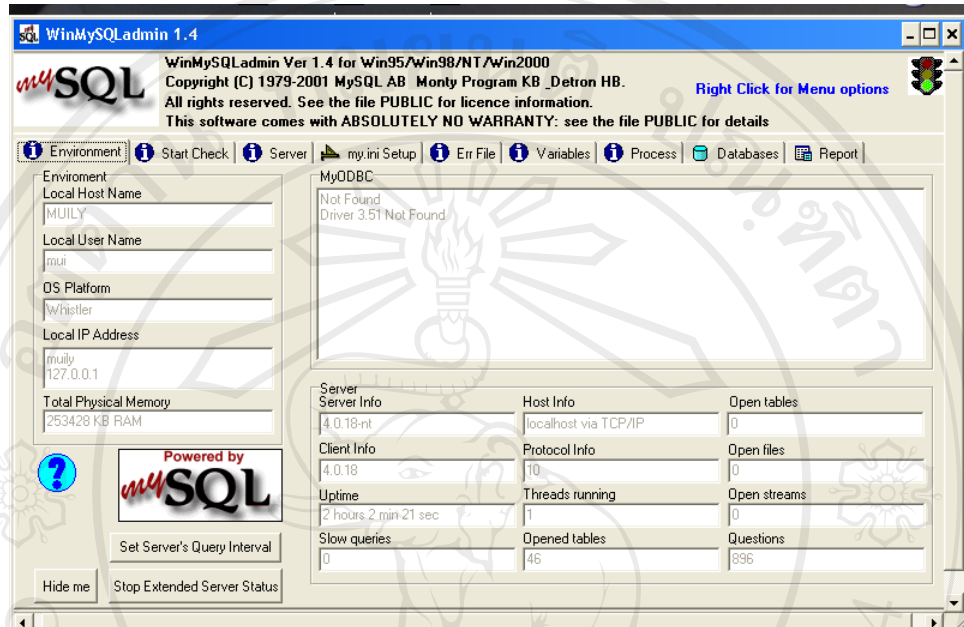 WinMySQLadmin 1.4
mySQL
WinMySQLadmin Ver 1.4 for Win95/Win98/NT/Win2000
Copyright (C) 1979-2001 MySQL AB_Monty Program KB_Detron HB.
All rights reserved. See the file PUBLIC for licence information.
This software comes with ABSOLUTELY NO WARRANTY: see the file PUBLIC for details
Right Click for Menu options
Environment Start Check Server my.ini Setup Err File Variables Process Databases Report
Enviroment
Local Host Name
MUILY
Local User Name
mui
OS Platform
Whistler
Local IP Address
muily
127.0.0.1
Total Physical Memory
253428 KB RAM
MyODBC
Not Found
Driver 3.51 Not Found
Server
Server Info
4.0.18-nt
Host Info
localhost via TCP/IP
Open tables
0
Client Info
4.0.18
Protocol Info
10
Open files
0
Uptime
2 hours 2 min 21 sec
Threads running
1
Open streams
0
Slow queries
0
Opened tables
46
Questions
896
?
Powered by
mySQL
Set Server's Query Interval
Hide me
Stop Extended Server Status